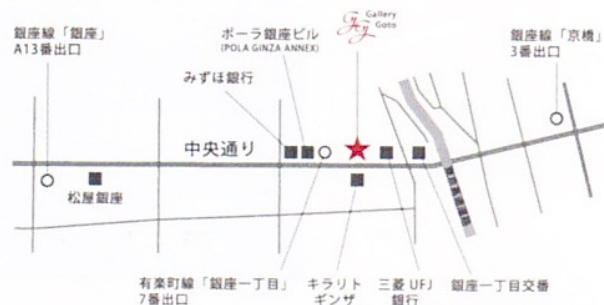 銀座線「銀座」
A13番出口
ポーラ銀座ビル
(POLA GINZA ANNEX)
みずほ銀行
Gallery
Goto
銀座線「京橋」
3番出口
中央通り
松屋銀座
有楽町線「銀座一丁目」
7番出口
キラリト
ギンザ
三菱UFJ
銀行
銀座一丁目交番